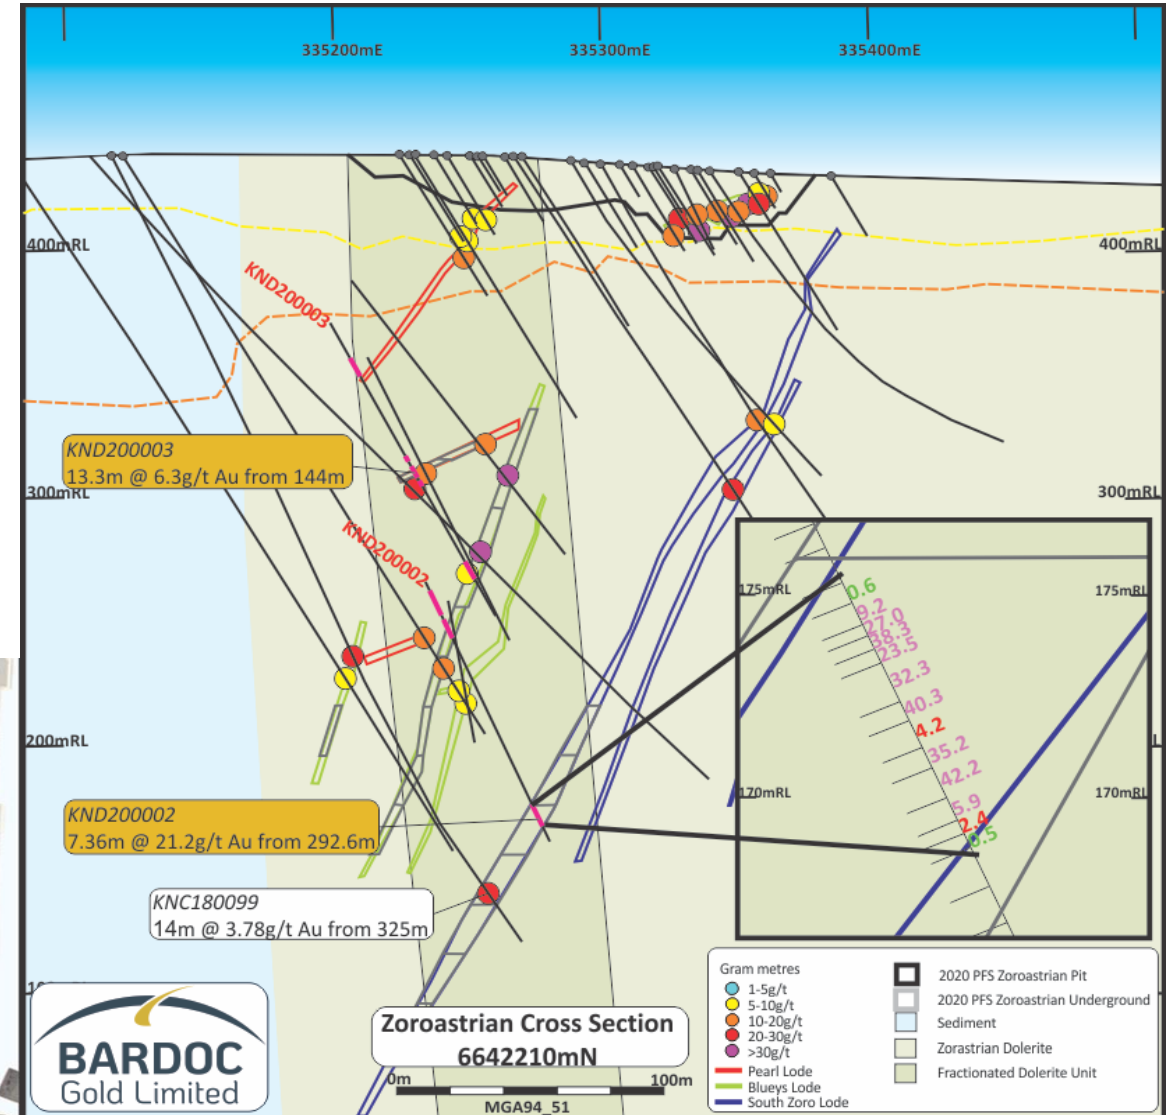 335200mE
335300mE
335400mE
400mRL
400mRL
KND200003
KND200003
13.3m @ 6.3g/t Au from 144m
300mRL
300mRL
KND200002
175mRL
175mRL
0.6
9.2
27.0
38.3
23.5
32.3
40.3
4.2
35.2
42.2
5.9
2.4
0.5
170mRL
170mRL
200mRL
KND200002
7.36m @ 21.2g/t Au from 292.6m
KNC180099
14m @ 3.78g/t Au from 325m
BARDOC
Gold Limited
Zoroastrian Cross Section
6642210mN
0m
100m
MGA94_51
Gram metres
1-5g/t
5-10g/t
10-20g/t
20-30g/t
>30g/t
Pearl Lode
Blueys Lode
South Zoro Lode
2020 PFS Zoroastrian Pit
2020 PFS Zoroastrian Underground
Sediment
Zorastrian Dolerite
Fractionated Dolerite Unit